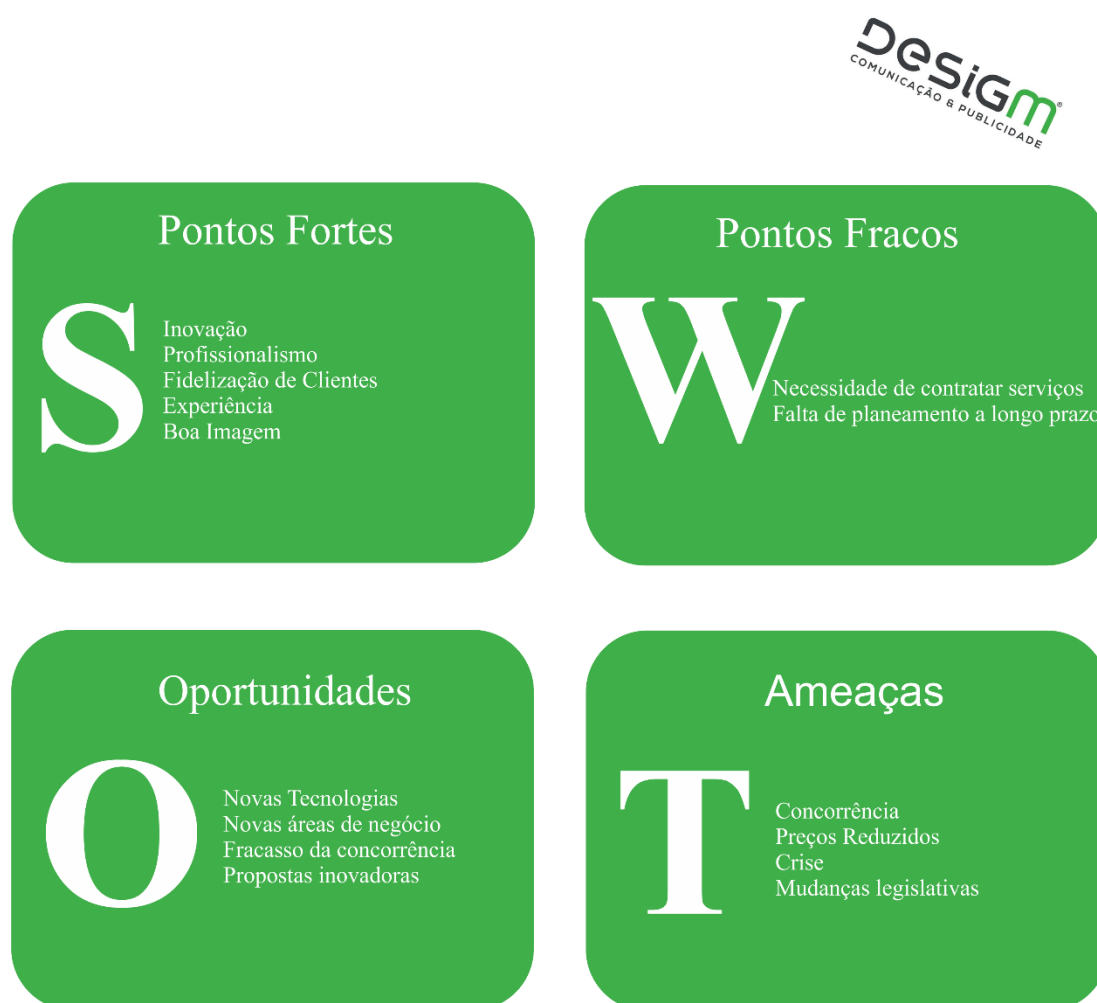 DesiGm®
COMUNICAÇÃO & PUBLICIDADE
Pontos Fortes
S
Inovação
Profissionalismo
Fidelização de Clientes
Experiência
Boa Imagem
Pontos Fracos
W
Necessidade de contratar serviços
Falta de planeamento a longo prazo
Oportunidades
O
Novas Tecnologias
Novas áreas de negócio
Fracasso da concorrência
Propostas inovadoras
Ameaças
T
Concorrência
Preços Reduzidos
Crise
Mudanças legislativas